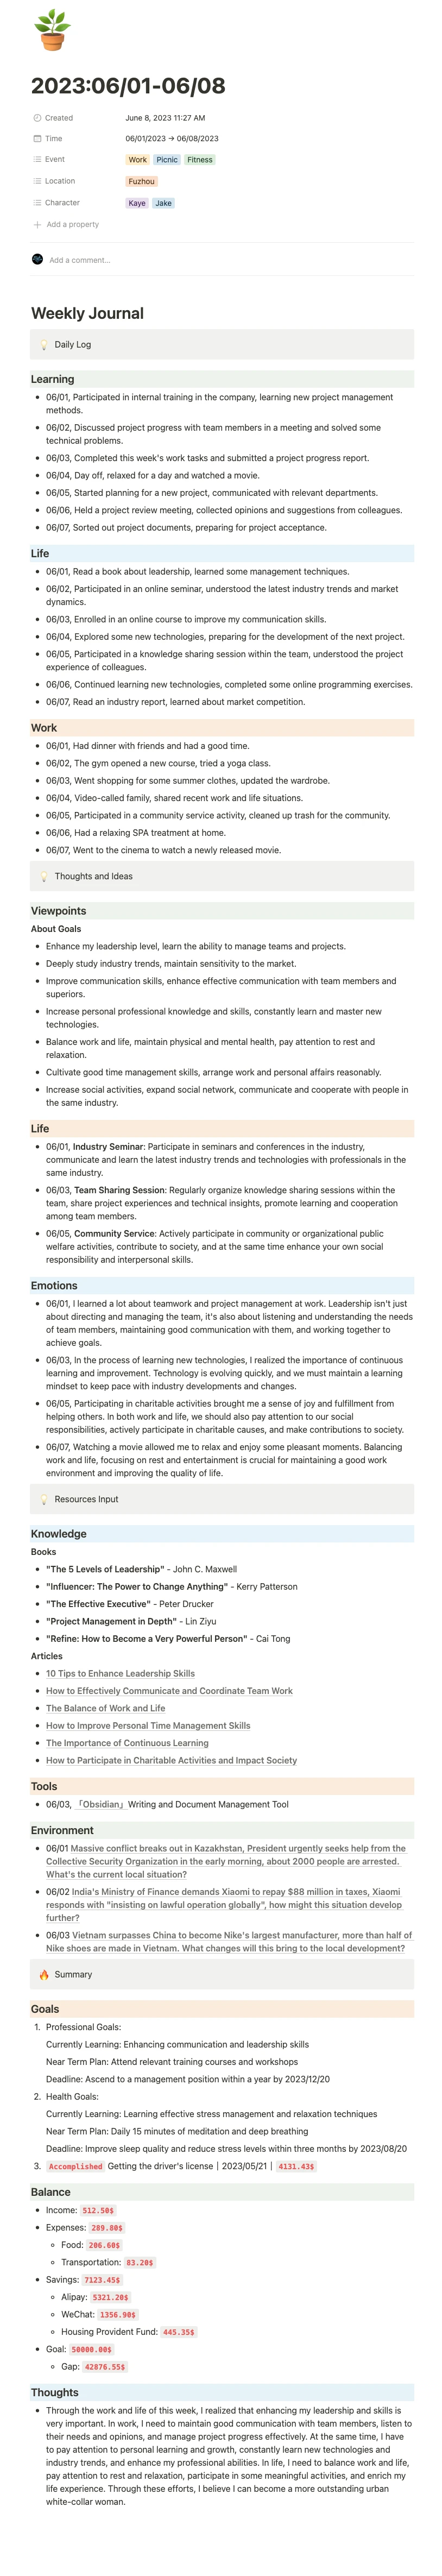 2023:06/01-06/08
Created June 8, 2023 11:27 AM
Time 06/01/2023 → 06/08/2023
Event Work Picnic Fitness
Location Fuzhou
Character Kaye Jake
Add a property
Add a comment...
Weekly Journal
Daily Log
Learning
06/01, Participated in internal training in the company, learning new project management
methods.
06/02, Discussed project progress with team members in a meeting and solved some
technical problems.
06/03, Completed this week's work tasks and submitted a project progress report.
06/04, Day off, relaxed for a day and watched a movie.
06/05, Started planning for a new project, communicated with relevant departments.
06/06, Held a project review meeting, collected opinions and suggestions from colleagues.
06/07, Sorted out project documents, preparing for project acceptance.
Life
06/01, Read a book about leadership, learned some management techniques.
06/02, Participated in an online seminar, understood the latest industry trends and market
dynamics.
06/03, Enrolled in an online course to improve my communication skills.
06/04, Explored some new technologies, preparing for the development of the next project.
06/05, Participated in a knowledge sharing session within the team, understood the project
experience of colleagues.
06/06, Continued learning new technologies, completed some online programming exercises.
06/07, Read an industry report, learned about market competition.
Work
06/01, Had dinner with friends and had a good time.
06/02, The gym opened a new course, tried a yoga class.
06/03, Went shopping for some summer clothes, updated the wardrobe.
06/04, Video-called family, shared recent work and life situations.
06/05, Participated in a community service activity, cleaned up trash for the community.
06/06, Had a relaxing SPA treatment at home.
06/07, Went to the cinema to watch a newly released movie.
Thoughts and Ideas
Viewpoints
About Goals
Enhance my leadership level, learn the ability to manage teams and projects.
Deeply study industry trends, maintain sensitivity to the market.
Improve communication skills, enhance effective communication with team members and
superiors.
Increase personal professional knowledge and skills, constantly learn and master new
technologies.
Balance work and life, maintain physical and mental health, pay attention to rest and
relaxation.
Cultivate good time management skills, arrange work and personal affairs reasonably.
Increase social activities, expand social network, communicate and cooperate with people in
the same industry.
Life
06/01, Industry Seminar: Participate in seminars and conferences in the industry,
communicate and learn the latest industry trends and technologies with professionals in the
same industry.
06/03, Team Sharing Session: Regularly organize knowledge sharing sessions within the
team, share project experiences and technical insights, promote learning and cooperation
among team members.
06/05, Community Service: Actively participate in community or organizational public
welfare activities, contribute to society, and at the same time enhance your own social
responsibility and interpersonal skills.
Emotions
06/01, I learned a lot about teamwork and project management at work. Leadership isn't just
about directing and managing the team, it's also about listening and understanding the needs
of team members, maintaining good communication with them, and working together to
achieve goals.
06/03, In the process of learning new technologies, I realized the importance of continuous
learning and improvement. Technology is evolving quickly, and we must maintain a learning
mindset to keep pace with industry developments and changes.
06/05, Participating in charitable activities brought me a sense of joy and fulfillment from
helping others. In both work and life, we should also pay attention to our social
responsibilities, actively participate in charitable causes, and make contributions to society.
06/07, Watching a movie allowed me to relax and enjoy some pleasant moments. Balancing
work and life, focusing on rest and entertainment is crucial for maintaining a good work
environment and improving the quality of life.
Resources Input
Knowledge
Books
"The 5 Levels of Leadership" - John C. Maxwell
"Influencer: The Power to Change Anything" - Kerry Patterson
"The Effective Executive" - Peter Drucker
"Project Management in Depth" - Lin Ziyu
"Refine: How to Become a Very Powerful Person" - Cai Tong
Articles
10 Tips to Enhance Leadership Skills
How to Effectively Communicate and Coordinate Team Work
The Balance of Work and Life
How to Improve Personal Time Management Skills
The Importance of Continuous Learning
How to Participate in Charitable Activities and Impact Society
Tools
06/03, 「Obsidian」Writing and Document Management Tool
Environment
06/01 Massive conflict breaks out in Kazakhstan, President urgently seeks help from the
Collective Security Organization in the early morning, about 2000 people are arrested.
What's the current local situation?
06/02 India's Ministry of Finance demands Xiaomi to repay $88 million in taxes, Xiaomi
responds with "insisting on lawful operation globally", how might this situation develop
further?
06/03 Vietnam surpasses China to become Nike's largest manufacturer, more than half of
Nike shoes are made in Vietnam. What changes will this bring to the local development?
Summary
Goals
1. Professional Goals:
Currently Learning: Enhancing communication and leadership skills
Near Term Plan: Attend relevant training courses and workshops
Deadline: Ascend to a management position within a year by 2023/12/20
2. Health Goals:
Currently Learning: Learning effective stress management and relaxation techniques
Near Term Plan: Daily 15 minutes of meditation and deep breathing
Deadline: Improve sleep quality and reduce stress levels within three months by 2023/08/20
3. Accomplished Getting the driver's license | 2023/05/21 | 4131.43$
Balance
Income: 512.50$
Expenses: 289.80$
Food: 206.60$
Transportation: 83.20$
Savings: 7123.45$
Alipay: 5321.20$
WeChat: 1356.90$
Housing Provident Fund: 445.35$
Goal: 50000.00$
Gap: 42876.55$
Thoughts
Through the work and life of this week, I realized that enhancing my leadership and skills is
very important. In work, I need to maintain good communication with team members, listen to
their needs and opinions, and manage project progress effectively. At the same time, I have
to pay attention to personal learning and growth, constantly learn new technologies and
industry trends, and enhance my professional abilities. In life, I need to balance work and life,
pay attention to rest and relaxation, participate in some meaningful activities, and enrich my
life experience. Through these efforts, I believe I can become a more outstanding urban
white-collar woman.